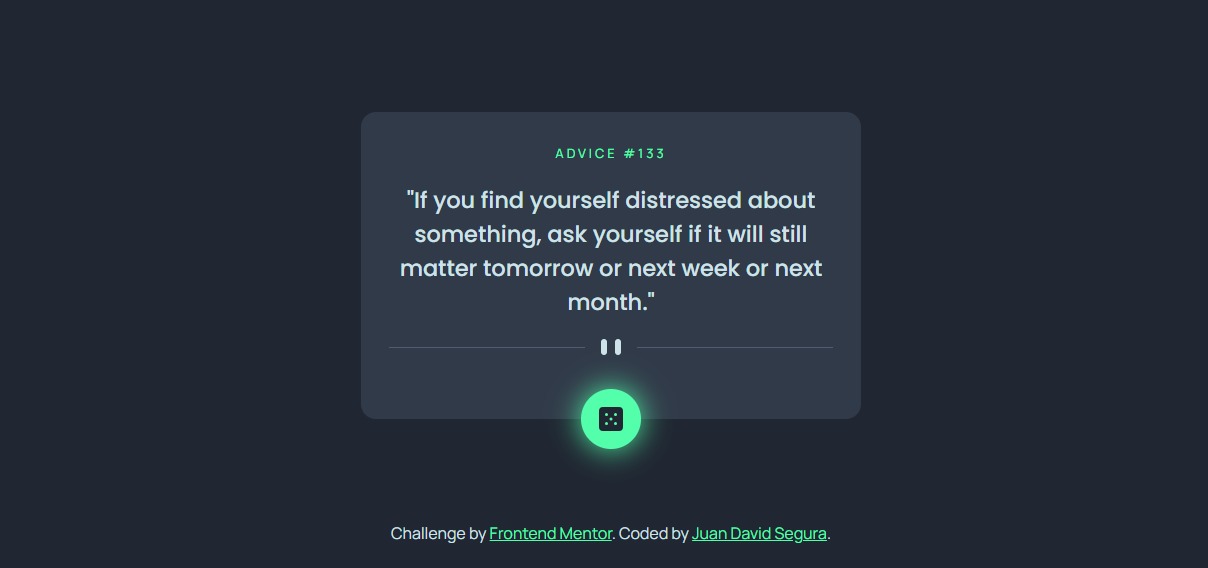 ADVICE #133
"If you find yourself distressed about
something, ask yourself if it will still
matter tomorrow or next week or next
month."
Challenge by Frontend Mentor. Coded by Juan David Segura.